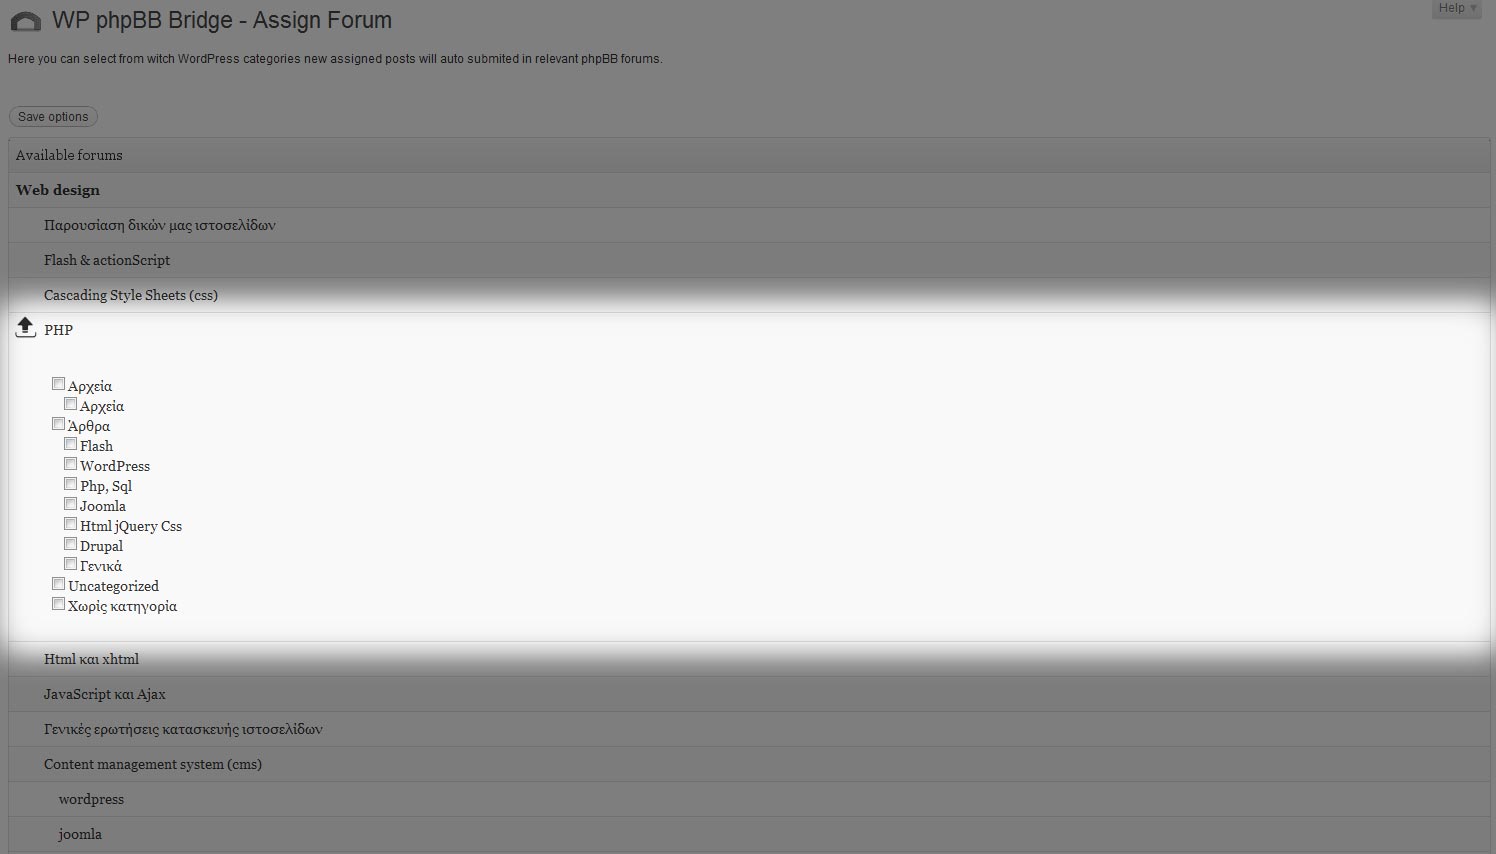 WP phpBB Bridge - Assign Forum
Help
Here you can select from witch WordPress categories new assigned posts will auto submited in relevant phpBB forums.
Save options
Available forums
Web design
Παρουσίαση δικών μας ιστοσελίδων
Flash & actionScript
Cascading Style Sheets (css)
PHP
Αρχεία
Αρχεία
Άρθρα
Flash
WordPress
Php, Sql
Joomla
Html jQuery Css
Drupal
Γενικά
Uncategorized
Χωρίς κατηγορία
Html και xhtml
JavaScript και Ajax
Γενικές ερωτήσεις κατασκευής ιστοσελίδων
Content management system (cms)
wordpress
joomla